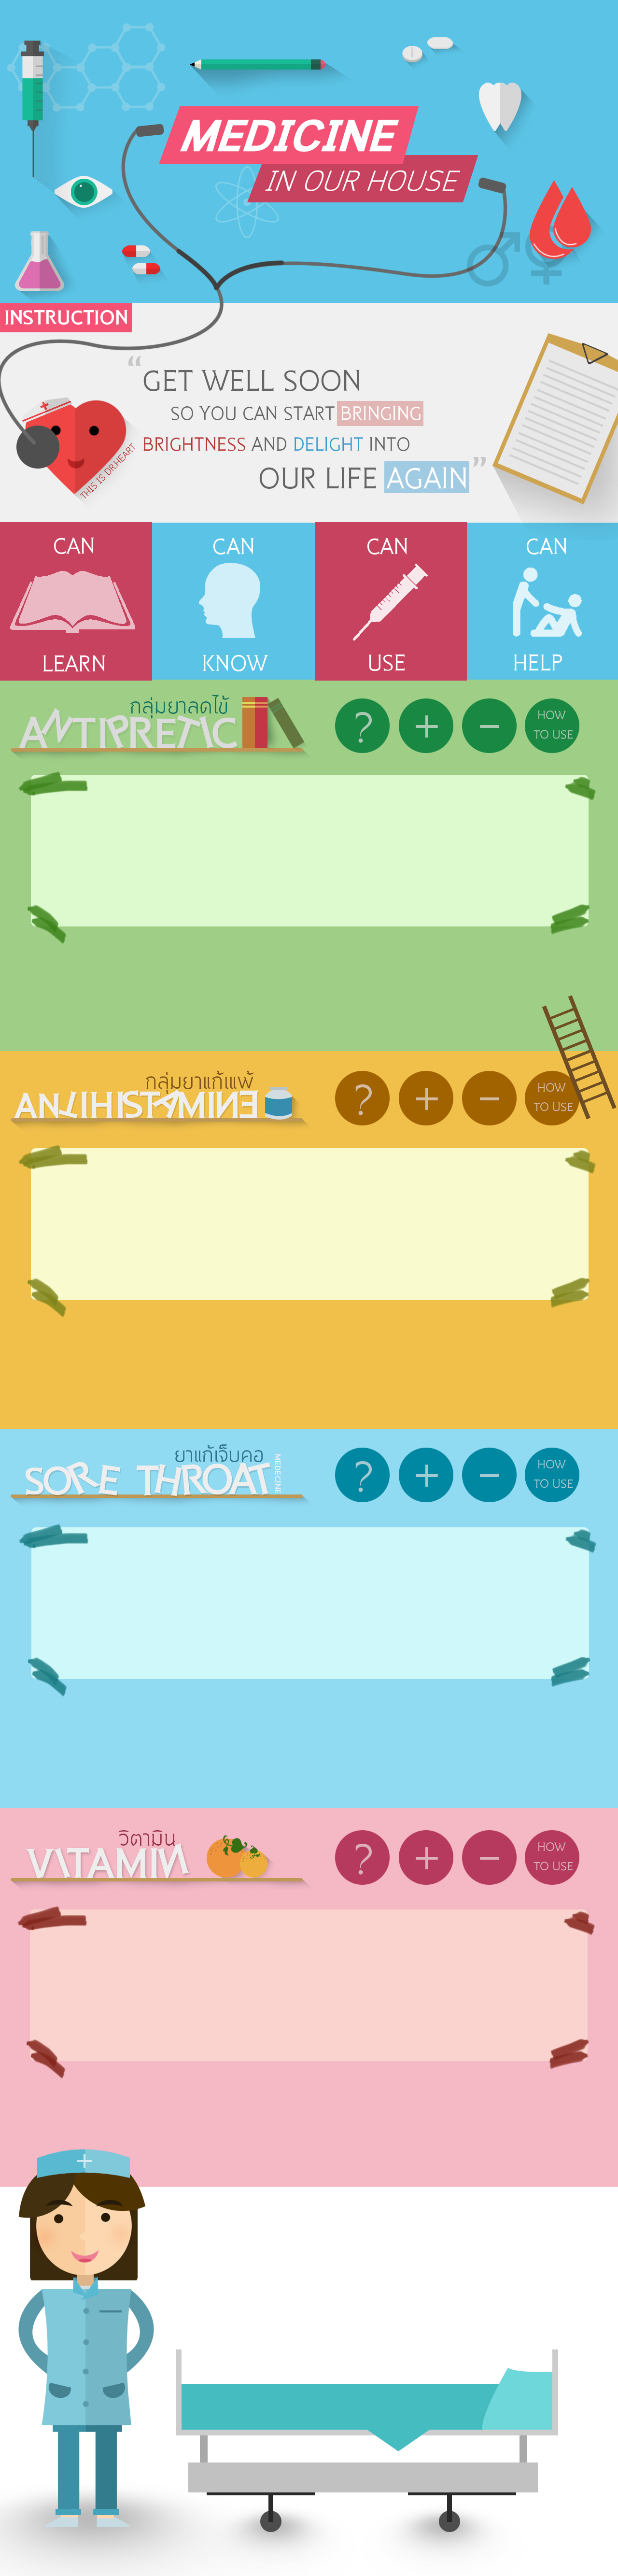 MEDICINE
IN OUR HOUSE
INSTRUCTION
“GET WELL SOON
SO YOU CAN START BRINGING
BRIGHTNESS AND DELIGHT INTO
OUR LIFE AGAIN”
THIS IS DR.HEART
CAN
LEARN
CAN
KNOW
CAN
USE
CAN
HELP
กลุ่มยาลดไข้
ANTIPRETIC
? + −
HOW
TO USE
กลุ่มยาแก้แพ้
ANTIHISTAMINE
? + −
HOW
TO USE
ยาแก้เจ็บคอ
SORE THROAT
MEDECINE
? + −
HOW
TO USE
วิตามิน
VITAMIN
? + −
HOW
TO USE